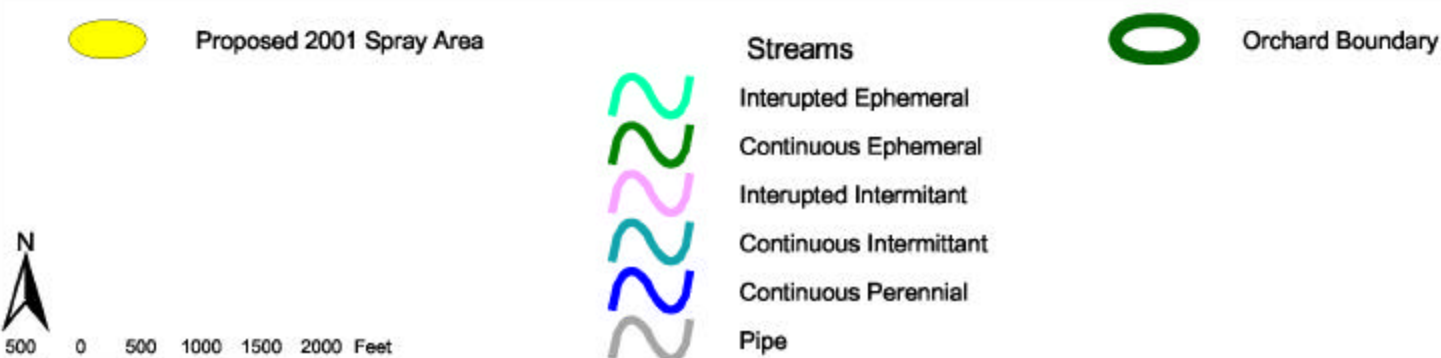 Proposed 2001 Spray Area
Streams
Orchard Boundary
Interupted Ephemeral
Continuous Ephemeral
Interupted Intermitant
Continuous Intermittant
Continuous Perennial
Pipe
N
500 0 500 1000 1500 2000 Feet